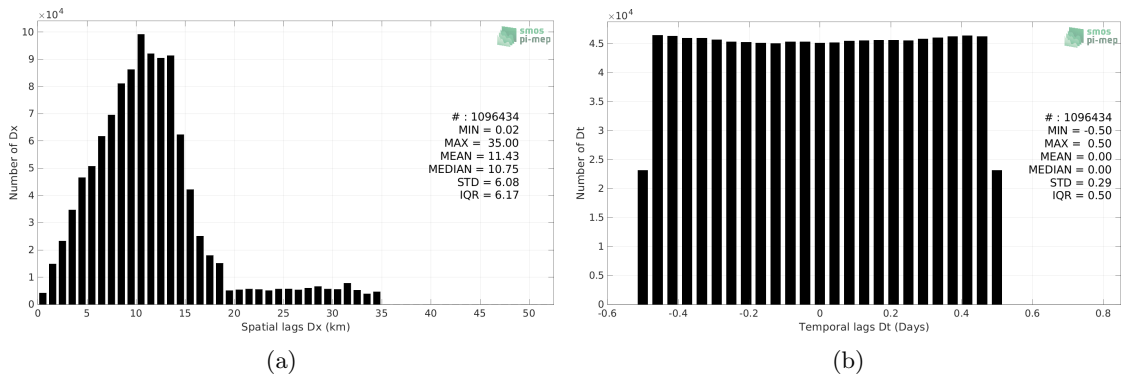 ×10⁴
10
9
8
7
6
5
4
3
2
1
0
Number of Dx
0 5 10 15 20 25 30 35 40 45 50
Spatial lags Dx (km)
smos
pi-mep
# : 1096434
MIN = 0.02
MAX = 35.00
MEAN = 11.43
MEDIAN = 10.75
STD = 6.08
IQR = 6.17
(a)
×10⁴
4.5
4
3.5
3
2.5
2
1.5
1
0.5
0
Number of Dt
-0.6 -0.4 -0.2 0 0.2 0.4 0.6 0.8
Temporal lags Dt (Days)
smos
pi-mep
# : 1096434
MIN = -0.50
MAX = 0.50
MEAN = 0.00
MEDIAN = 0.00
STD = 0.29
IQR = 0.50
(b)